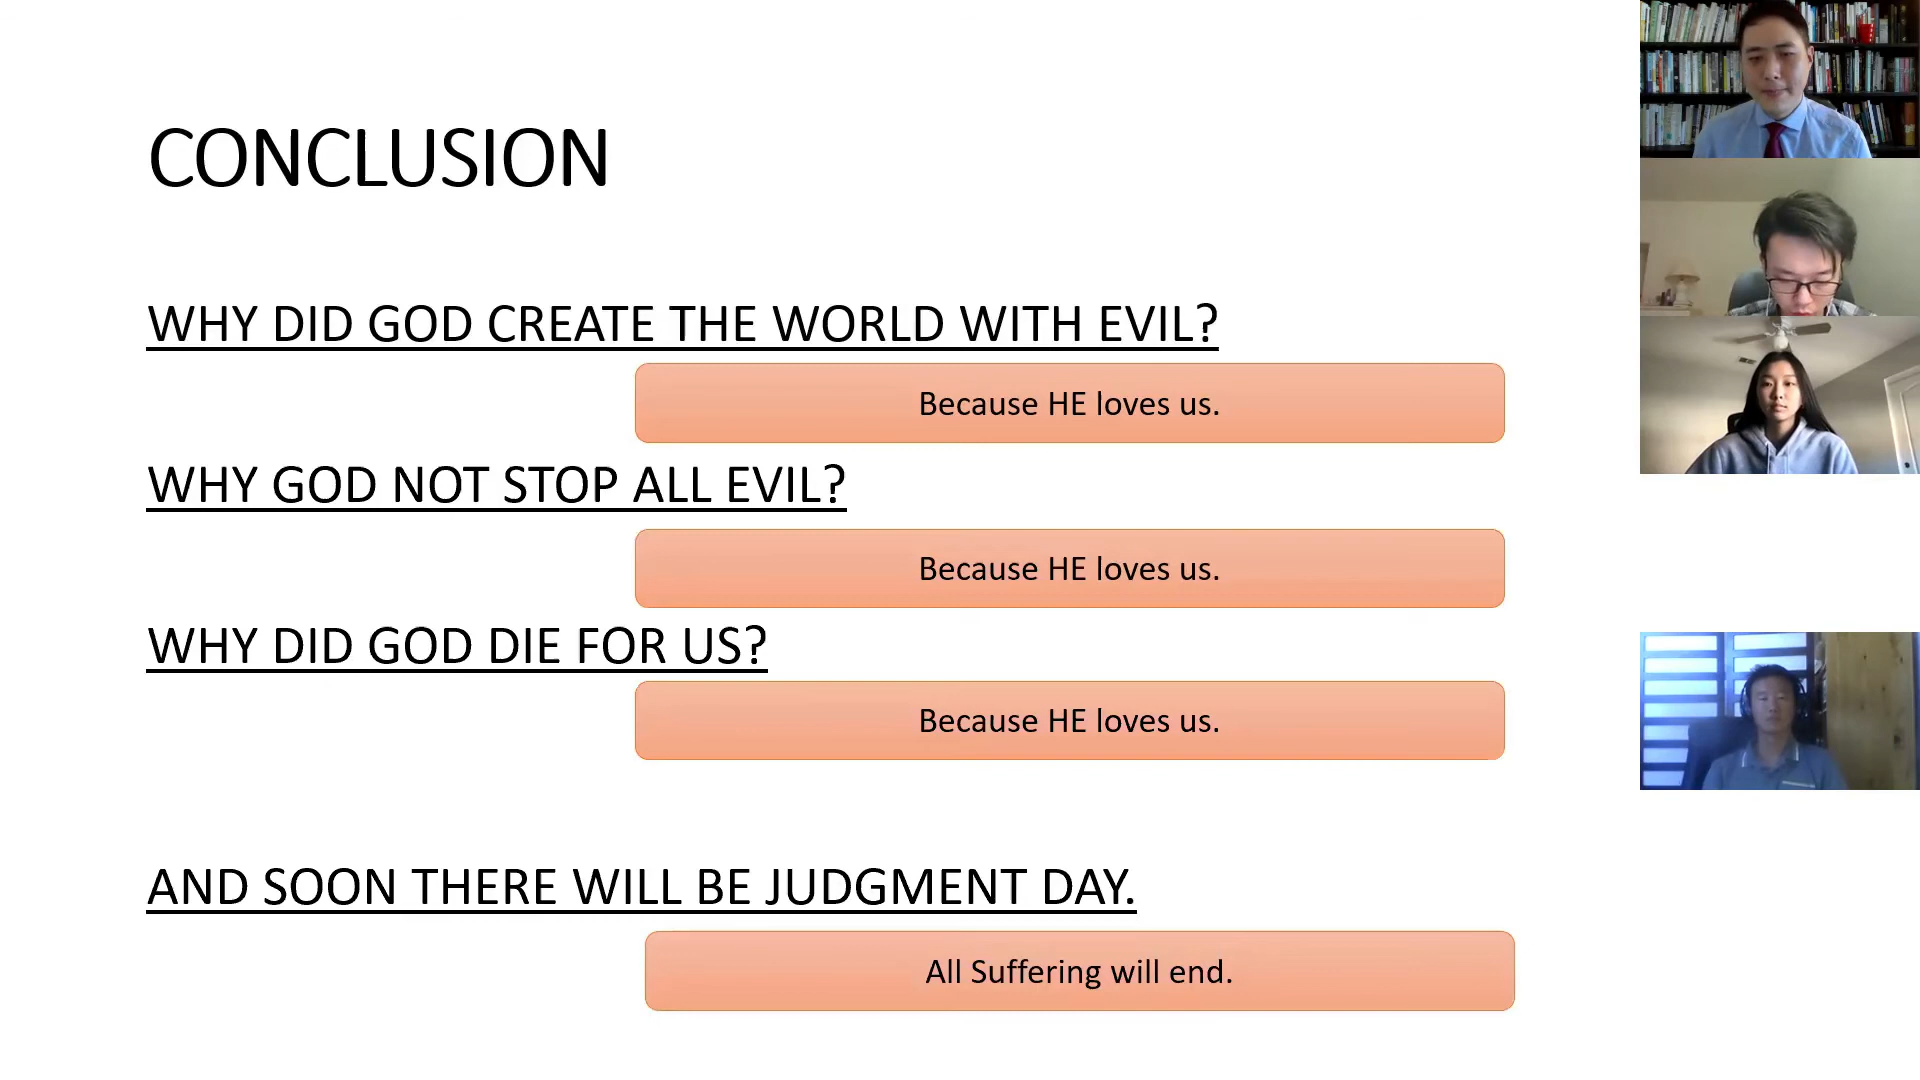 CONCLUSION
WHY DID GOD CREATE THE WORLD WITH EVIL?
Because HE loves us.
WHY GOD NOT STOP ALL EVIL?
Because HE loves us.
WHY DID GOD DIE FOR US?
Because HE loves us.
AND SOON THERE WILL BE JUDGMENT DAY.
All Suffering will end.